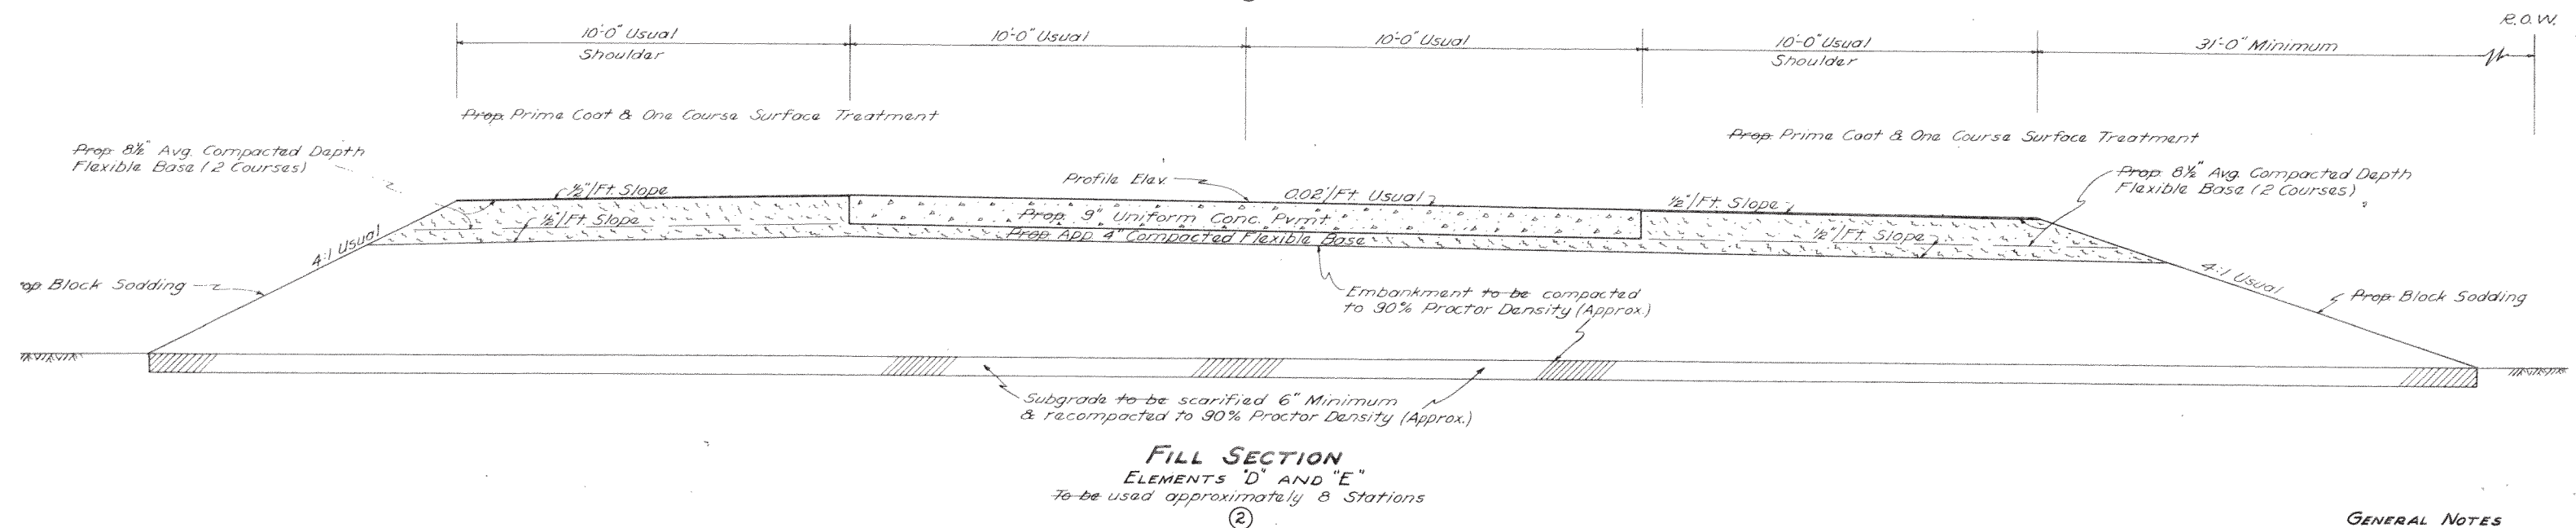 R.O.W.
10'-0" Usual
Shoulder
10'-0" Usual
10'-0" Usual
10'-0" Usual
Shoulder
31'-0" Minimum
Prop. Prime Coat & One Course Surface Treatment
Prop. Prime Coat & One Course Surface Treatment
Prop 8½" Avg. Compacted Depth
Flexible Base (2 Courses)
Prop. 8½" Avg. Compacted Depth
Flexible Base (2 Courses)
½"/Ft. Slope
Profile Elev.
0.02'/Ft. Usual
½"/Ft. Slope
½"/Ft Slope
Prop. 9" Uniform Conc. Pvmt
Prop App. 4" Compacted Flexible Base
½"/Ft. Slope
4:1 Usual
4:1 Usual
op Block Sodding
Prop Block Sodding
Embankment to be compacted
to 90% Proctor Density (Approx.)
Subgrade to be scarified 6" Minimum
& recompacted to 90% Proctor Density (Approx.)
FILL SECTION
ELEMENTS "D" AND "E"
To be used approximately 8 Stations
2
GENERAL NOTES